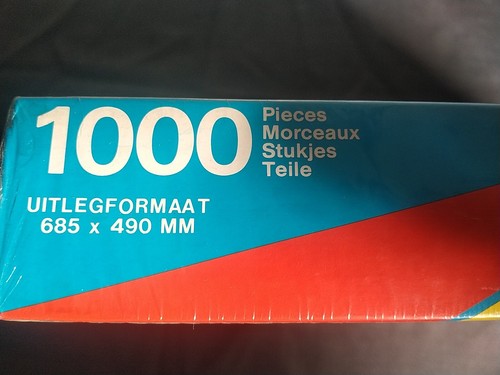 1000
Pieces
Morceaux
Stukjes
Teile
UITLEGFORMAAT
685 x 490 MM